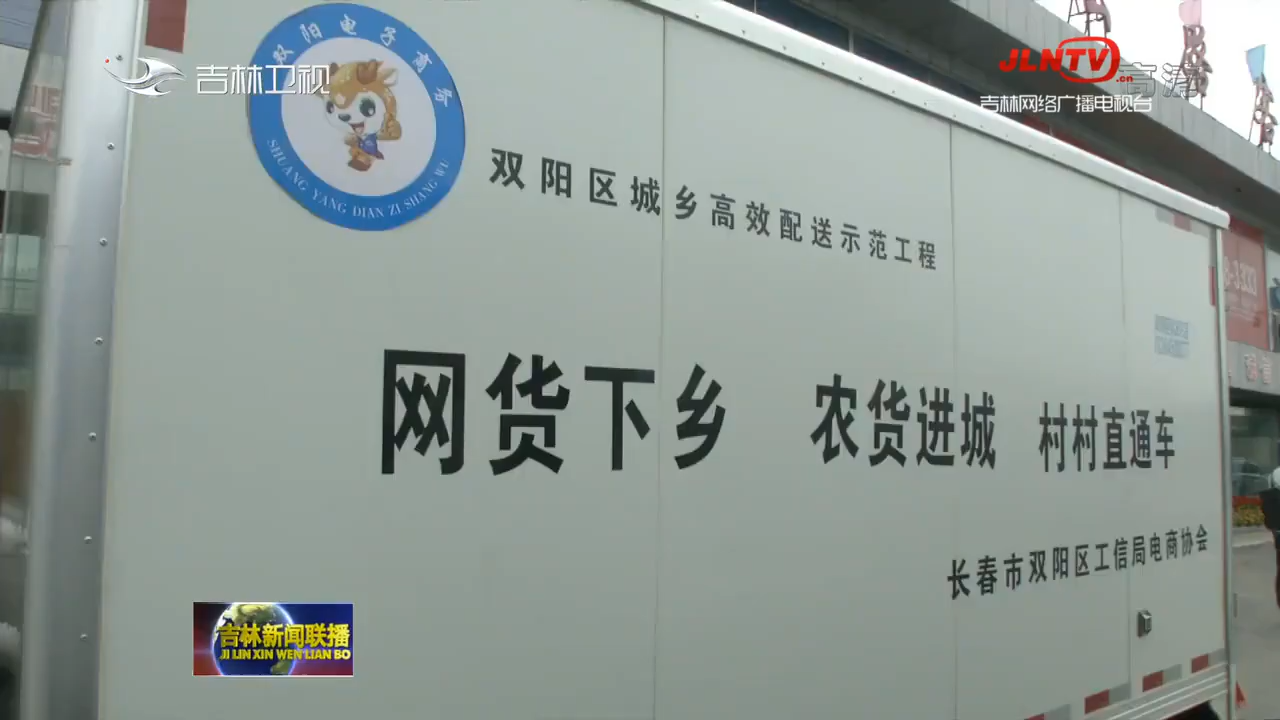 吉林卫视
JLNTV.cn
高清
吉林网络广播电视台
双阳电子商务
SHUANG YANG DIAN ZI SHANG WU
双阳区城乡高效配送示范工程
网货下乡 农货进城 村村直通车
长春市双阳区工信局电商协会
吉林新闻联播
JI LIN XIN WEN LIAN BO